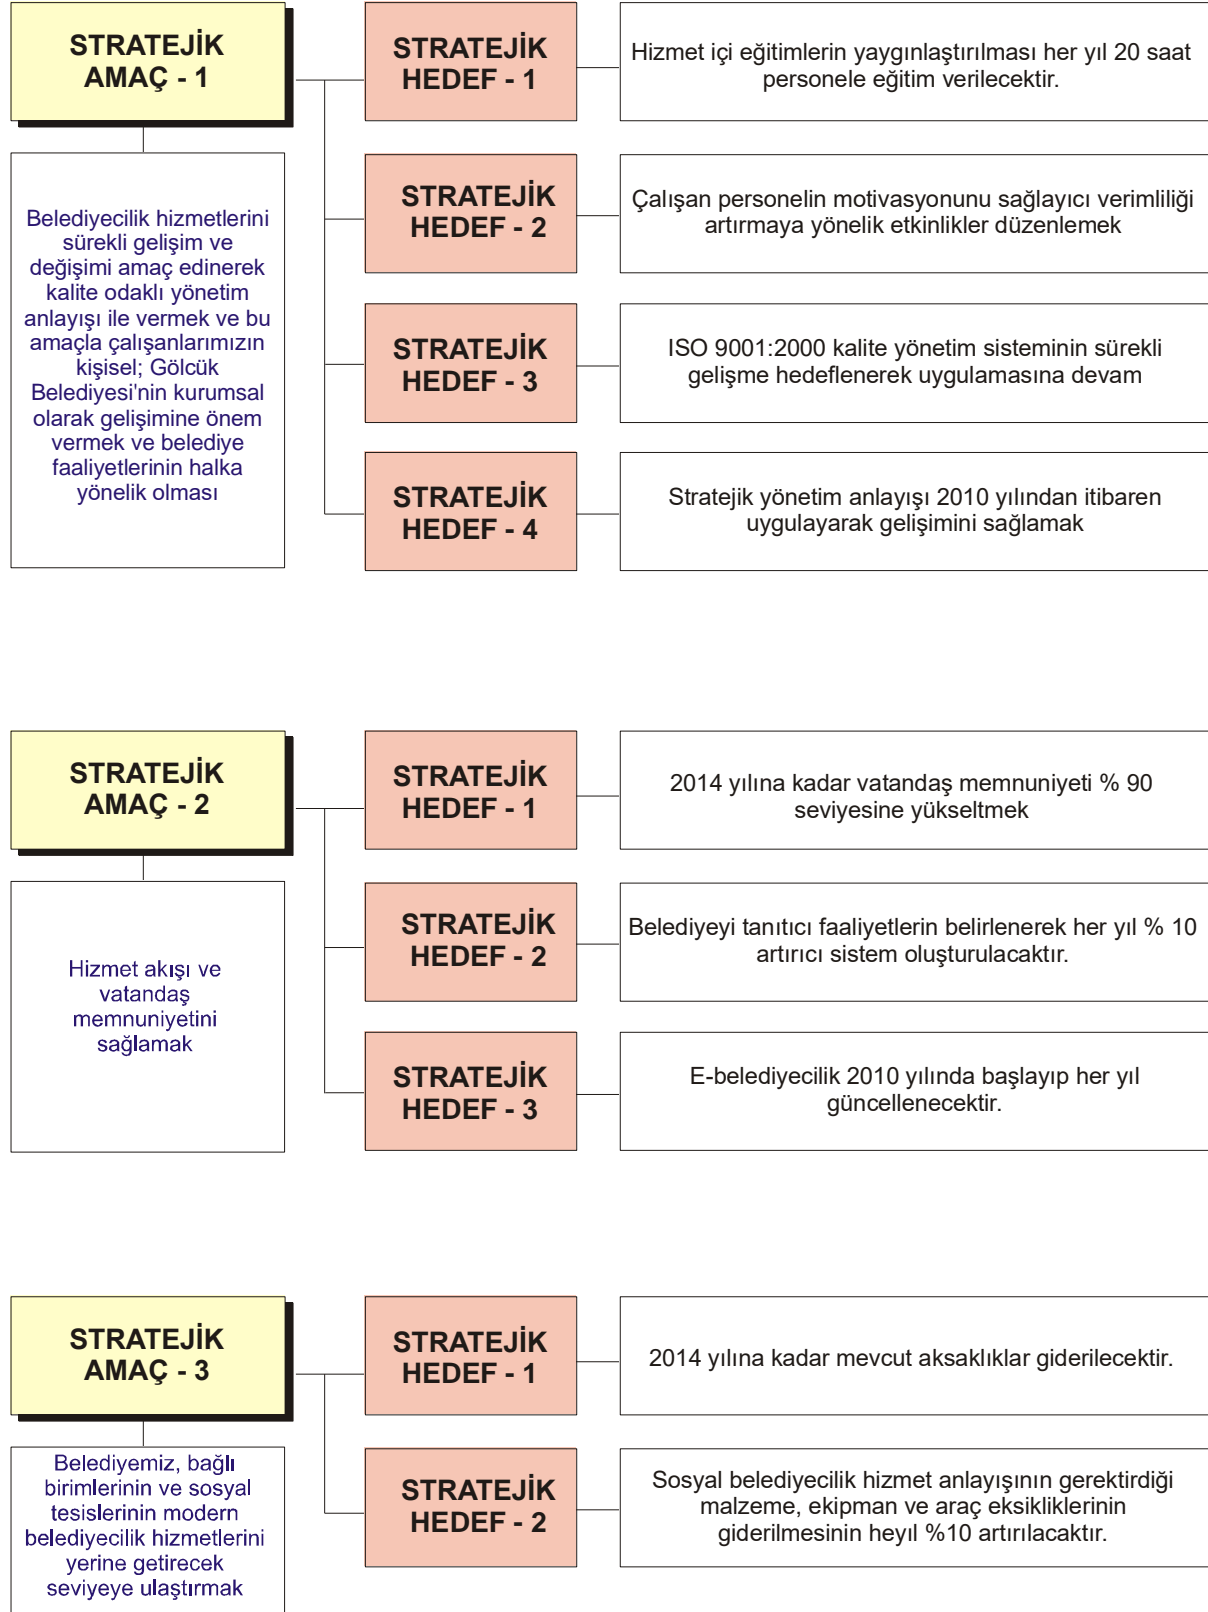 STRATEJİK
AMAÇ - 1
Belediyecilik hizmetlerini
sürekli gelişim ve
değişimi amaç edinerek
kalite odaklı yönetim
anlayışı ile vermek ve bu
amaçla çalışanlarımızın
kişisel; Gölcük
Belediyesi'nin kurumsal
olarak gelişimine önem
vermek ve belediye
faaliyetlerinin halka
yönelik olması
STRATEJİK
HEDEF - 1
Hizmet içi eğitimlerin yaygınlaştırılması her yıl 20 saat
personele eğitim verilecektir.
STRATEJİK
HEDEF - 2
Çalışan personelin motivasyonunu sağlayıcı verimliliği
artırmaya yönelik etkinlikler düzenlemek
STRATEJİK
HEDEF - 3
ISO 9001:2000 kalite yönetim sisteminin sürekli
gelişme hedeflenerek uygulamasına devam
STRATEJİK
HEDEF - 4
Stratejik yönetim anlayışı 2010 yılından itibaren
uygulayarak gelişimini sağlamak
STRATEJİK
AMAÇ - 2
Hizmet akışı ve
vatandaş
memnuniyetini
sağlamak
STRATEJİK
HEDEF - 1
2014 yılına kadar vatandaş memnuniyeti % 90
seviyesine yükseltmek
STRATEJİK
HEDEF - 2
Belediyeyi tanıtıcı faaliyetlerin belirlenerek her yıl % 10
artırıcı sistem oluşturulacaktır.
STRATEJİK
HEDEF - 3
E-belediyecilik 2010 yılında başlayıp her yıl
güncellenecektir.
STRATEJİK
AMAÇ - 3
Belediyemiz, bağlı
birimlerinin ve sosyal
tesislerinin modern
belediyecilik hizmetlerini
yerine getirecek
seviyeye ulaştırmak
STRATEJİK
HEDEF - 1
2014 yılına kadar mevcut aksaklıklar giderilecektir.
STRATEJİK
HEDEF - 2
Sosyal belediyecilik hizmet anlayışının gerektirdiği
malzeme, ekipman ve araç eksikliklerinin
giderilmesinin heyıl %10 artırılacaktır.